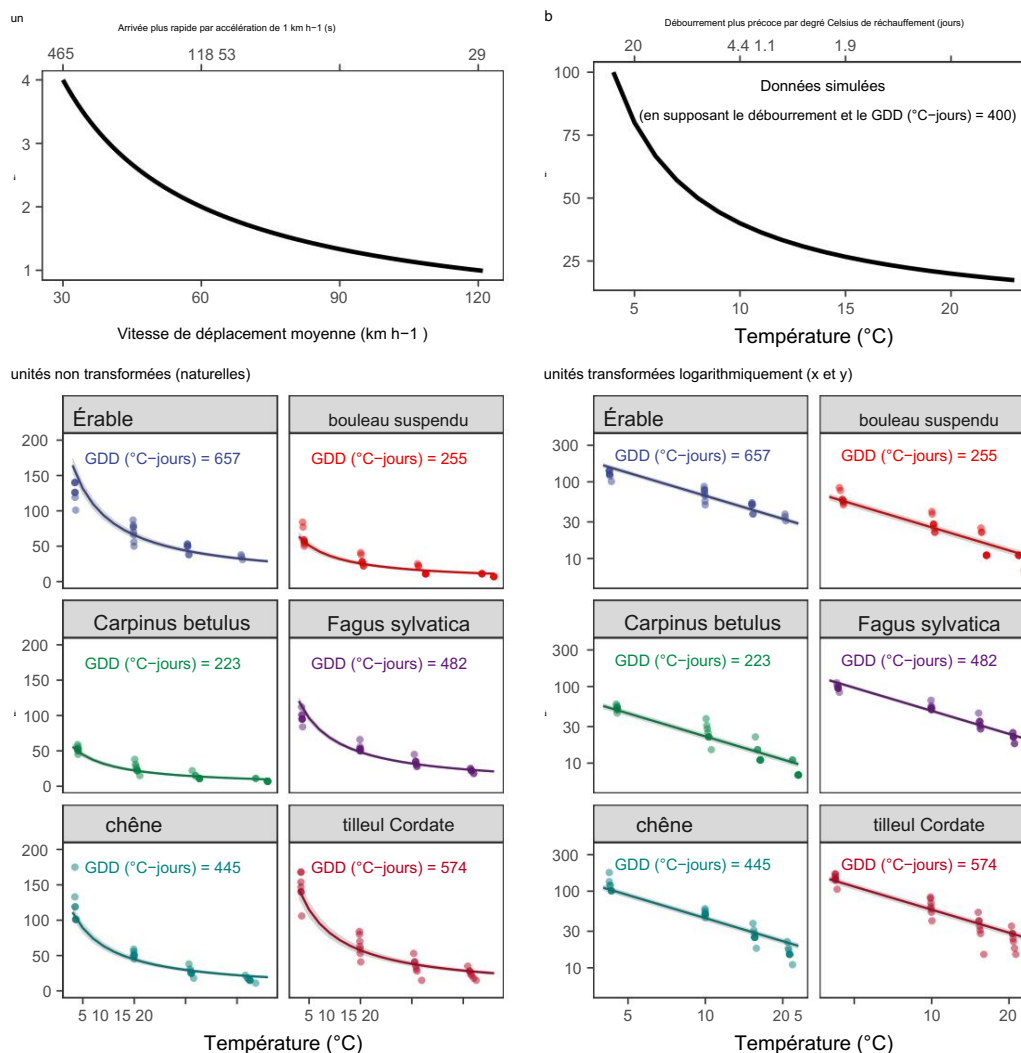 un
Arrivée plus rapide par accélération de 1 km h−1 (s)
465 118 53 29
4
3
2
1
30 60 90 120
Vitesse de déplacement moyenne (km h−1 )
b
Débourrement plus précoce par degré Celsius de réchauffement (jours)
20 4.4 1.1 1.9
Données simulées
(en supposant le débourrement et le GDD (°C−jours) = 400)
100
75
50
25
5 10 15 20
Température (°C)
unités non transformées (naturelles)
Érable
bouleau suspendu
GDD (°C−jours) = 657
GDD (°C−jours) = 255
200
150
100
50
0
Carpinus betulus
Fagus sylvatica
GDD (°C−jours) = 223
GDD (°C−jours) = 482
200
150
100
50
0
chêne
tilleul Cordate
GDD (°C−jours) = 445
GDD (°C−jours) = 574
200
150
100
50
0
5 10 15 20
5 10 15 20
Température (°C)
unités transformées logarithmiquement (x et y)
Érable
bouleau suspendu
GDD (°C−jours) = 657
GDD (°C−jours) = 255
300
100
30
10
Carpinus betulus
Fagus sylvatica
GDD (°C−jours) = 223
GDD (°C−jours) = 482
300
100
30
10
chêne
tilleul Cordate
GDD (°C−jours) = 445
GDD (°C−jours) = 574
300
100
30
10
5 10 20 5 10 20
Température (°C)